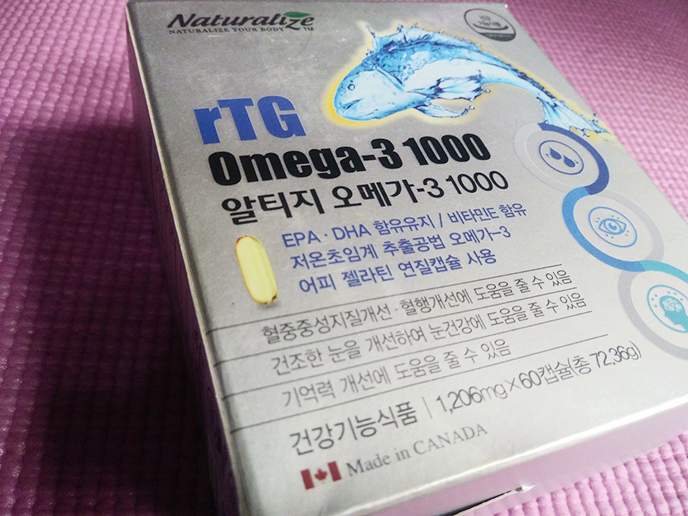 Naturalize™
NATURALIZE YOUR BODY
rTG
Omega-3 1000
알티지 오메가-3 1000
EPA · DHA 함유유지 / 비타민E 함유
저온초임계 추출공법 오메가-3
어피 젤라틴 연질캡슐 사용
혈중중성지질개선 · 혈행개선에 도움을 줄 수 있음
건조한 눈을 개선하여 눈건강에 도움을 줄 수 있음
기억력 개선에 도움을 줄 수 있음
건강기능식품 | 1,206mg X 60캡슐(총 72.36g)
Made in CANADA